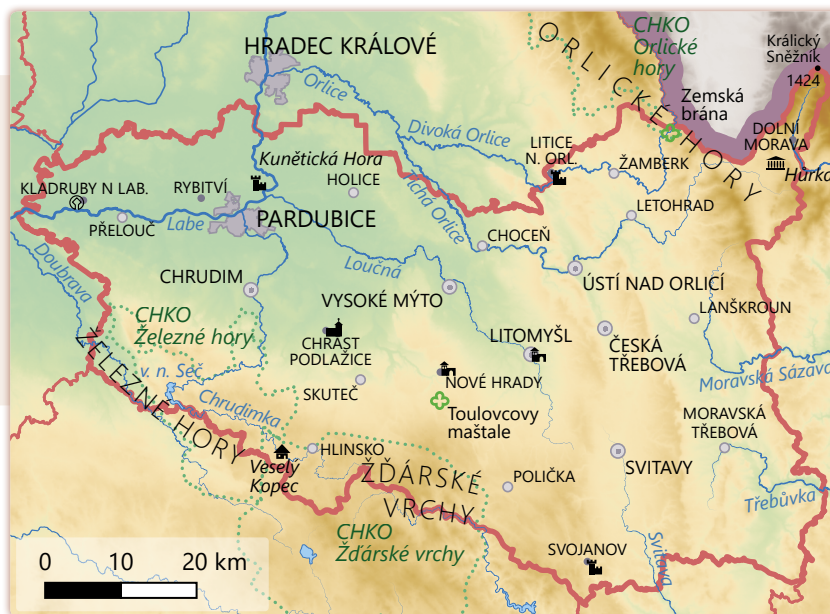 HRADEC KRÁLOVÉ
ORLICKÉ HORY
CHKO
Orlické
hory
Králický
Sněžník
1424
Zemská
brána
Orlice
Divoká Orlice
LITICE
N. ORL.
DOLNÍ
MORAVA
Hůrka
Kunětická Hora
ŽAMBERK
KLADRUBY N LAB.
RYBITVÍ
HOLICE
Tichá Orlice
LETOHRAD
PŘELOUČ
Labe
PARDUBICE
CHOCEŇ
Doubrava
Loučná
CHRUDIM
VYSOKÉ MÝTO
ÚSTÍ NAD ORLICÍ
LANŠKROUN
CHKO
Železné hory
CHRAST
PODLAŽICE
LITOMYŠL
ČESKÁ
TŘEBOVÁ
ŽELEZNÉ HORY
v. n. Seč
SKUTEČ
NOVÉ HRADY
Moravská Sázava
Chrudimka
Toulovcovy
maštale
MORAVSKÁ
TŘEBOVÁ
HLINSKO
Veselý
Kopec
ŽĎÁRSKÉ
VRCHY
POLIČKA
SVITAVY
Třebůvka
CHKO
Žďárské vrchy
SVOJANOV
Svitava
0 10 20 km